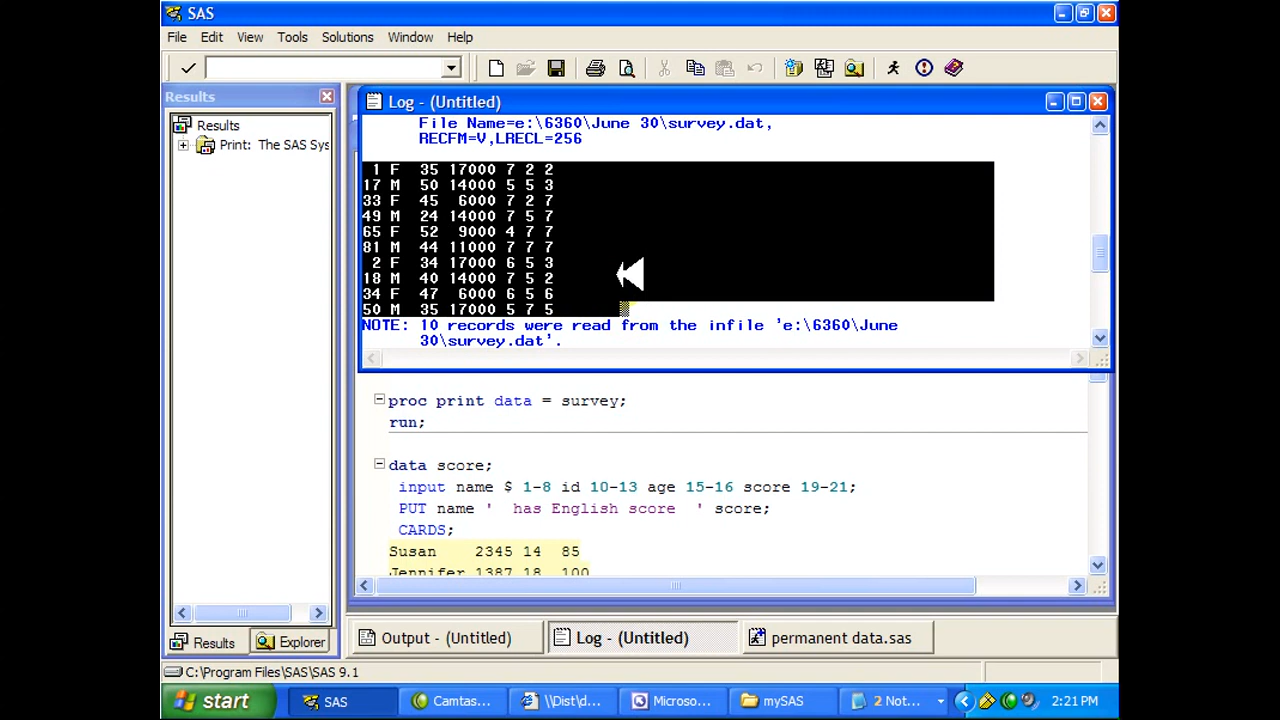 SAS
File Edit View Tools Solutions Window Help
Results
Results
Print: The SAS Sys
Log - (Untitled)
File Name=e:\6360\June 30\survey.dat,
RECFM=V,LRECL=256
1 F 35 17000 7 2 2
17 M 50 14000 5 5 3
33 F 45 6000 7 2 7
49 M 24 14000 7 5 7
65 F 52 9000 4 7 7
81 M 44 11000 7 7 7
2 F 34 17000 6 5 3
18 M 40 14000 7 5 2
34 F 47 6000 6 5 6
50 M 35 17000 5 7 5
NOTE: 10 records were read from the infile 'e:\6360\June
30\survey.dat'.
proc print data = survey;
run;
data score;
input name $ 1-8 id 10-13 age 15-16 score 19-21;
PUT name '  has English score  ' score;
CARDS;
Susan 2345 14 85
Jennifer 1387 18 100
Results Explorer
Output - (Untitled) Log - (Untitled) permanent data.sas
C:\Program Files\SAS\SAS 9.1
start SAS Camtas... \\Dist\d... Microso... mySAS 2 Not... 2:21 PM